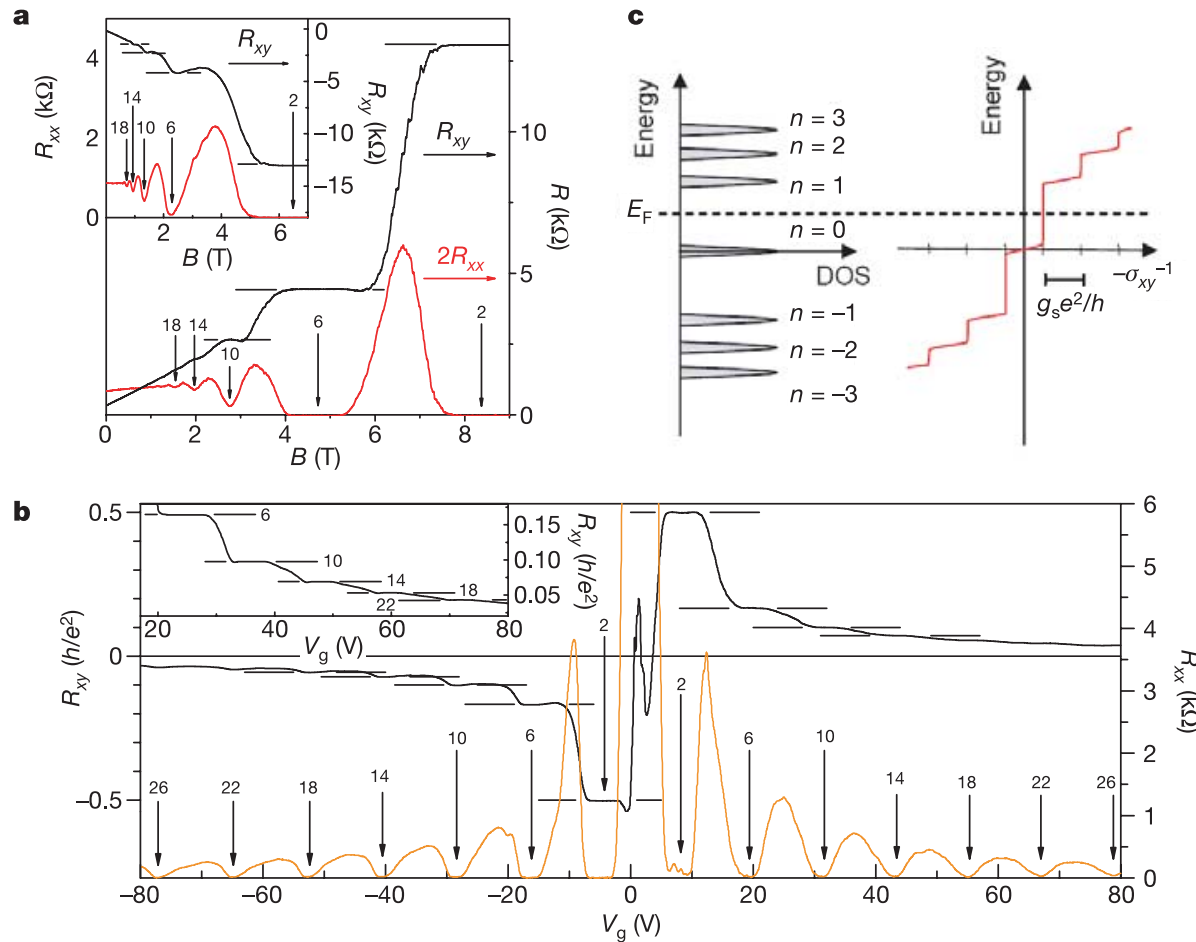 a
4
2
0
R_xx (kΩ)
0
−5
−10
−15
R_xy (kΩ)
R_xy
18
14
10
6
2
0
2
4
6
B (T)
R_xy
2R_xx
10
5
0
R (kΩ)
18
14
10
6
2
0
2
4
6
8
B (T)
c
Energy
n = 3
n = 2
n = 1
E_F
n = 0
DOS
n = −1
n = −2
n = −3
Energy
−σ_xy⁻¹
g_s e²/h
b
0.5
0
−0.5
R_xy (h/e²)
6
10
14
18
22
0.15
0.10
0.05
R_xy (h/e²)
20
40
60
80
V_g (V)
6
5
4
3
2
1
0
R_xx (kΩ)
26
22
18
14
10
6
2
2
6
10
14
18
22
26
−80
−60
−40
−20
0
20
40
60
80
V_g (V)